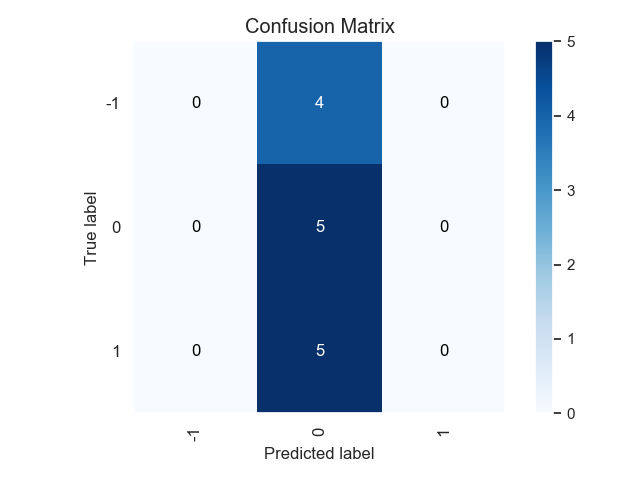 Confusion Matrix
True label
-1 0 4 0
0 0 5 0
1 0 5 0
-1 0 1
Predicted label
5
4
3
2
1
0